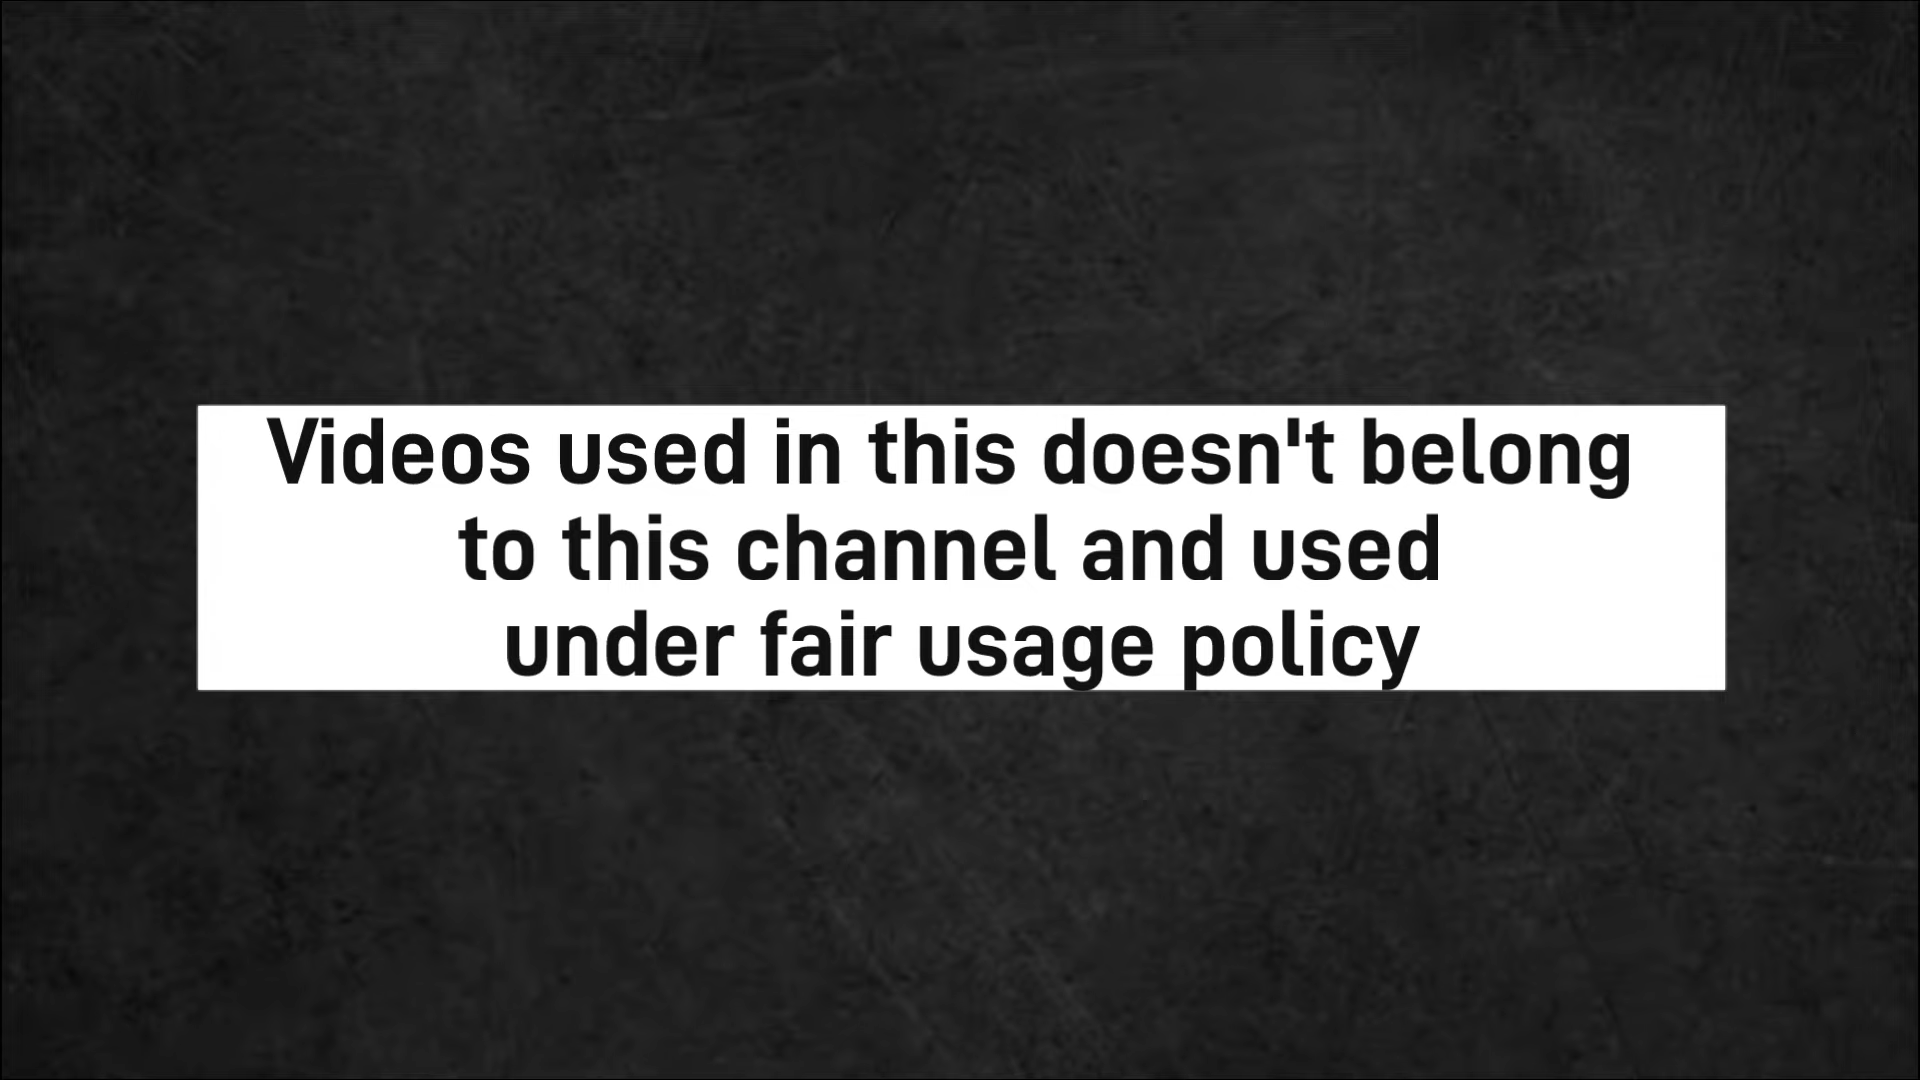 Videos used in this doesn't belong
to this channel and used
under fair usage policy